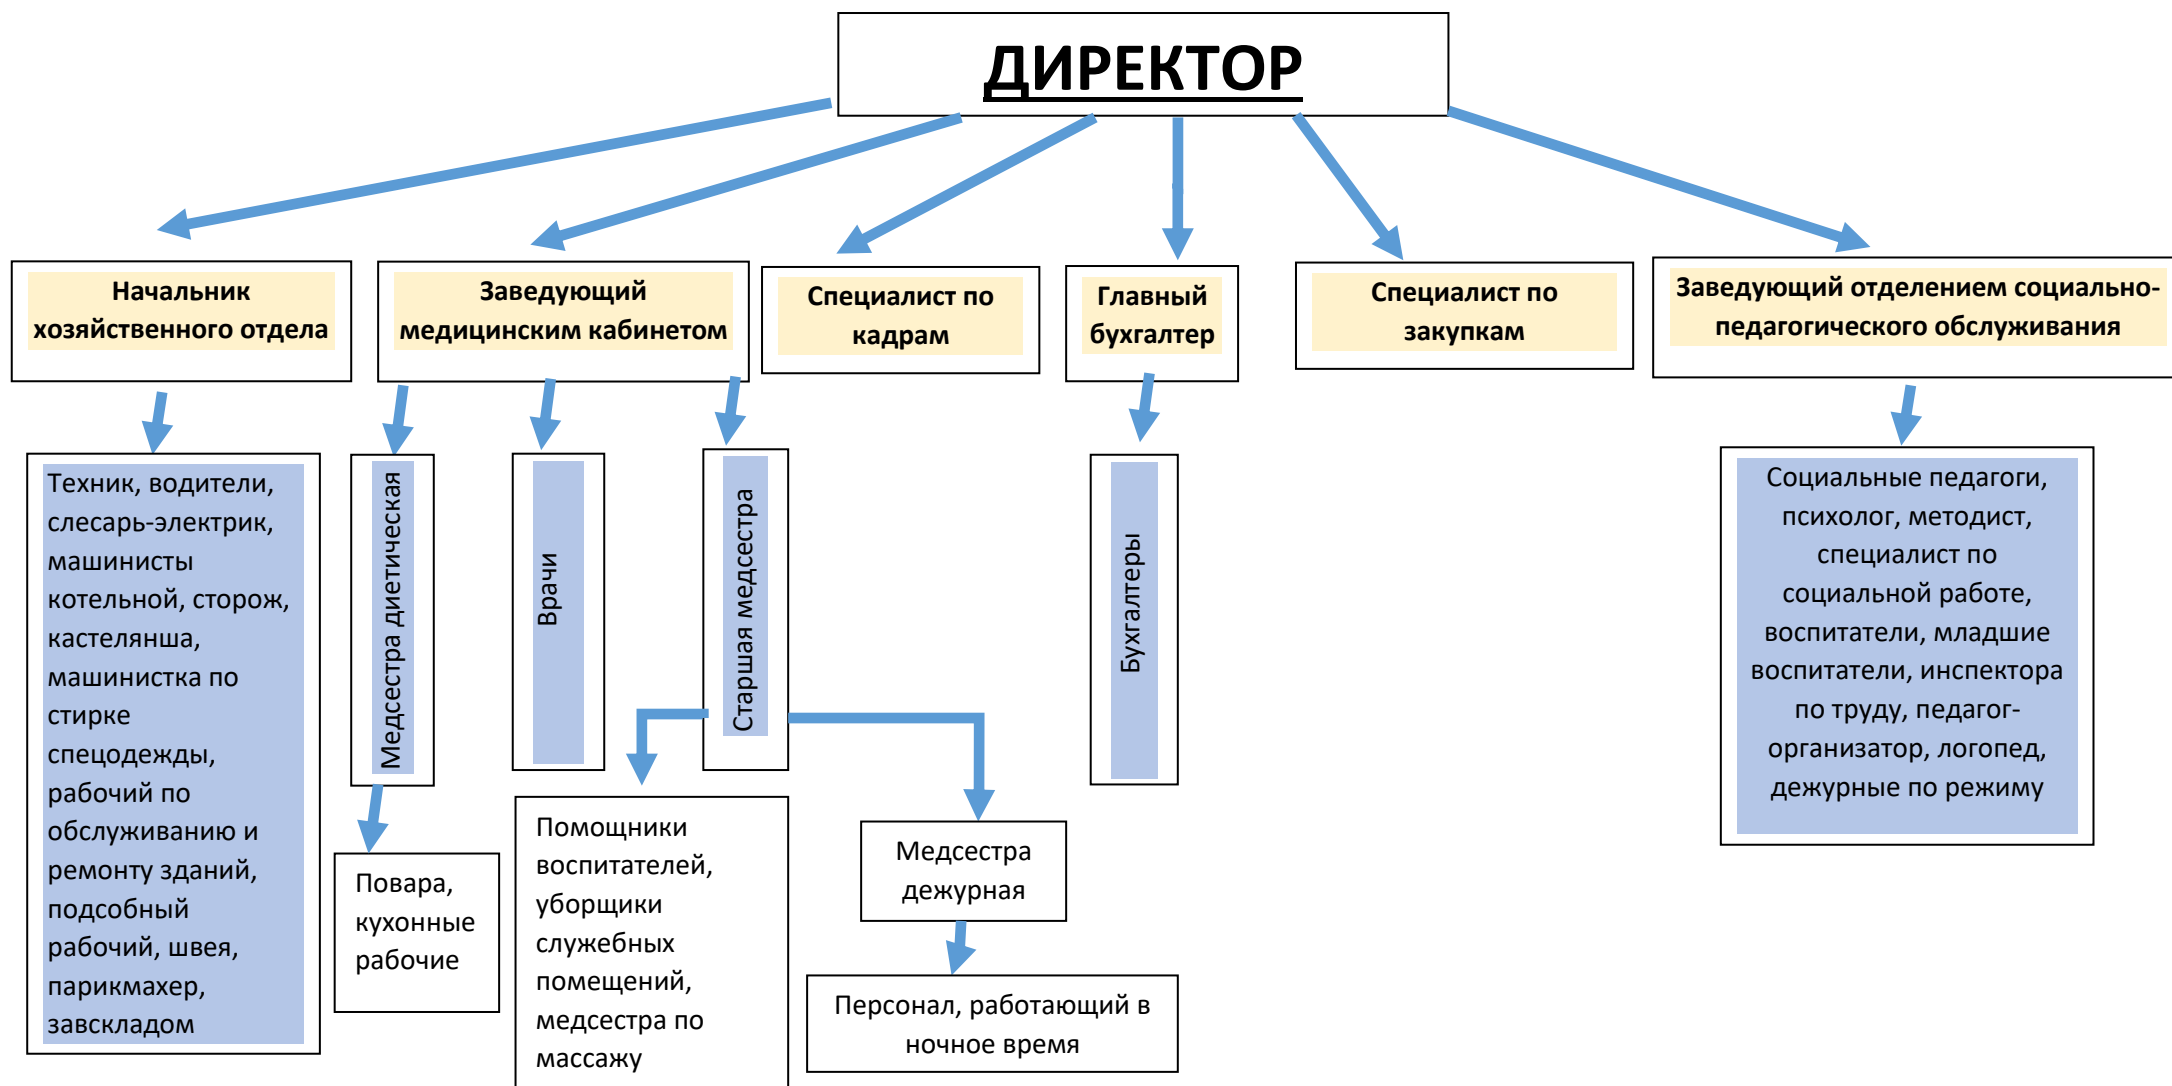 ДИРЕКТОР
Начальник
хозяйственного отдела
Заведующий
медицинским кабинетом
Специалист по
кадрам
Главный
бухгалтер
Специалист по
закупкам
Заведующий отделением социально-
педагогического обслуживания
Техник, водители,
слесарь-электрик,
машинисты
котельной, сторож,
кастелянша,
машинистка по
стирке
спецодежды,
рабочий по
обслуживанию и
ремонту зданий,
подсобный
рабочий, швея,
парикмахер,
завскладом
Медсестра диетическая
Врачи
Старшая медсестра
Бухгалтеры
Социальные педагоги,
психолог, методист,
специалист по
социальной работе,
воспитатели, младшие
воспитатели, инспектора
по труду, педагог-
организатор, логопед,
дежурные по режиму
Повара,
кухонные
рабочие
Помощники
воспитателей,
уборщики
служебных
помещений,
медсестра по
массажу
Медсестра
дежурная
Персонал, работающий в
ночное время